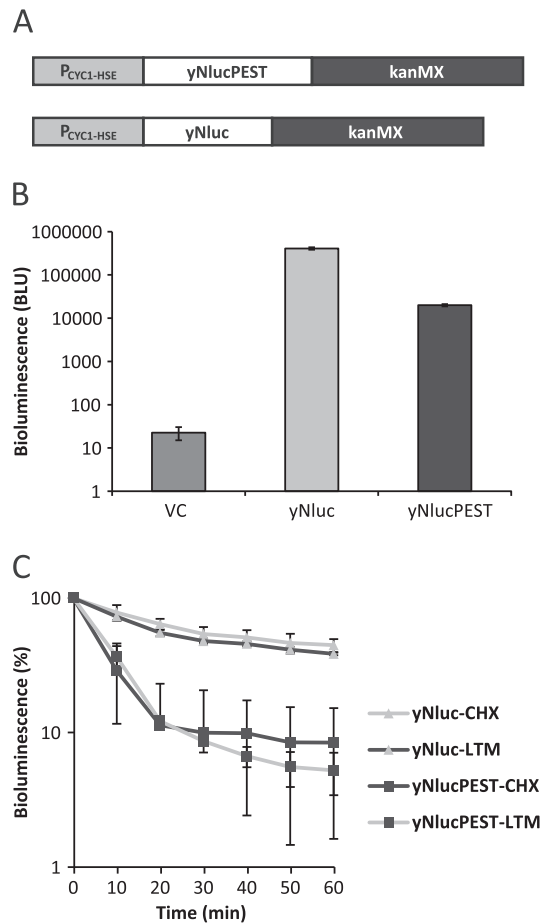 A
PCYC1-HSE yNlucPEST kanMX
PCYC1-HSE yNluc kanMX
B
Bioluminescence (BLU)
1000000
100000
10000
1000
100
10
1
VC yNluc yNlucPEST
C
Bioluminescence (%)
100
10
1
0 10 20 30 40 50 60
Time (min)
yNluc-CHX
yNluc-LTM
yNlucPEST-CHX
yNlucPEST-LTM